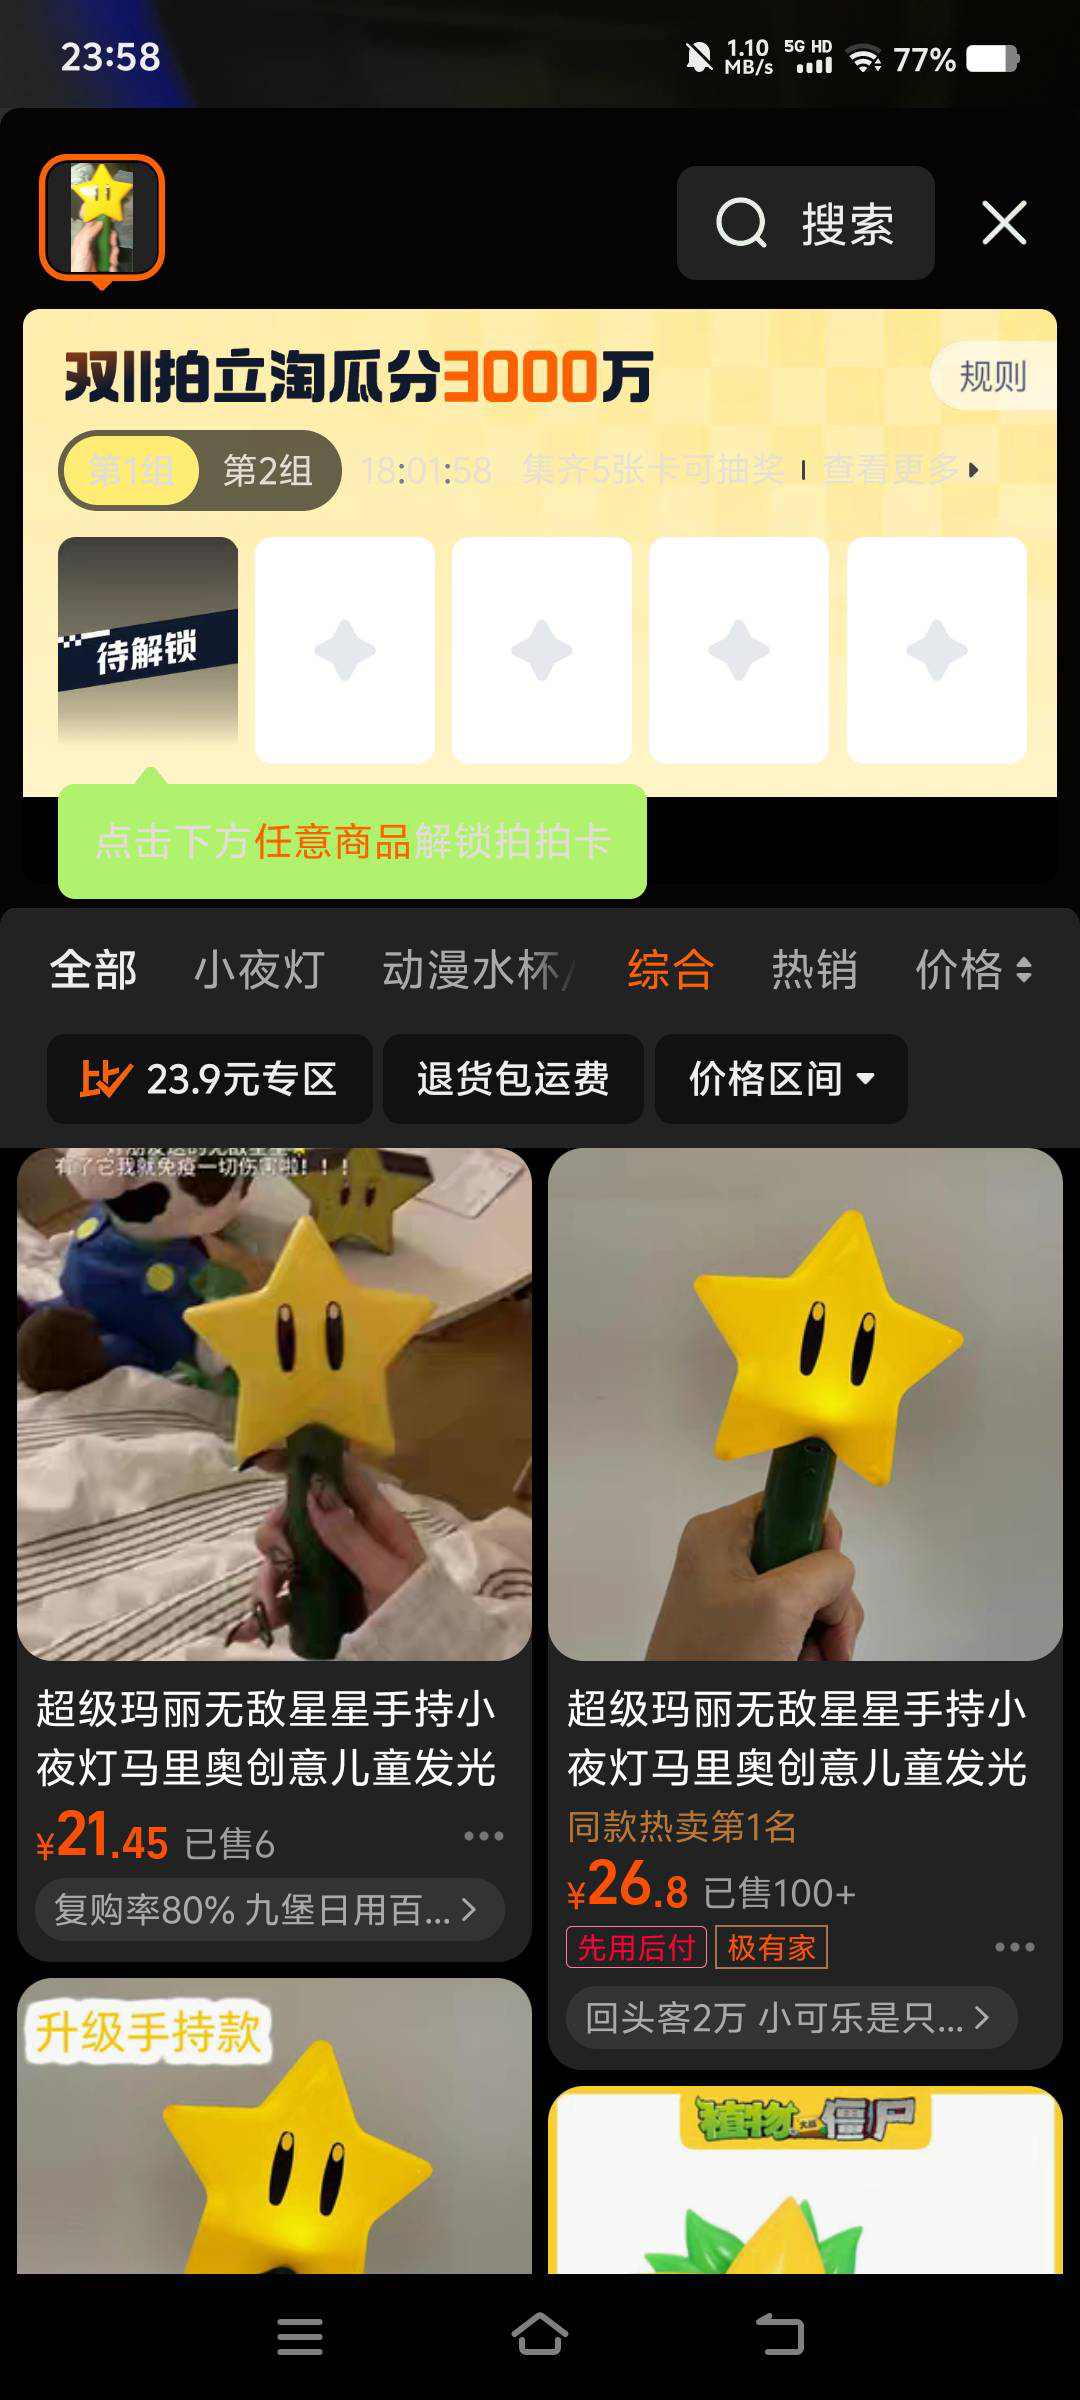 23:58
1.10 MB/s 5G HD 77%
搜索
双11拍立淘瓜分3000万
规则
第1组 第2组 18:01:58 集齐5张卡可抽奖 查看更多
待解锁
点击下方任意商品解锁拍拍卡
全部 小夜灯 动漫水杯 综合 热销 价格
比 23.9元专区 退货包运费 价格区间
有了它我就免疫一切伤害啦！！！
超级玛丽无敌星星手持小
夜灯马里奥创意儿童发光
¥21.45 已售6
复购率80% 九堡日用百...
超级玛丽无敌星星手持小
夜灯马里奥创意儿童发光
同款热卖第1名
¥26.8 已售100+
先用后付 极有家
回头客2万 小可乐是只...
升级手持款
植物大战僵尸